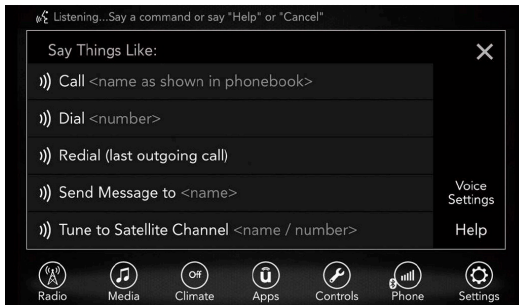 Listening...Say a command or say "Help" or "Cancel"
Say Things Like:
Call <name as shown in phonebook>
Dial <number>
Redial (last outgoing call)
Send Message to <name>
Tune to Satellite Channel <name / number>
Voice
Settings
Help
Off
û
Radio Media Climate Apps Controls Phone Settings